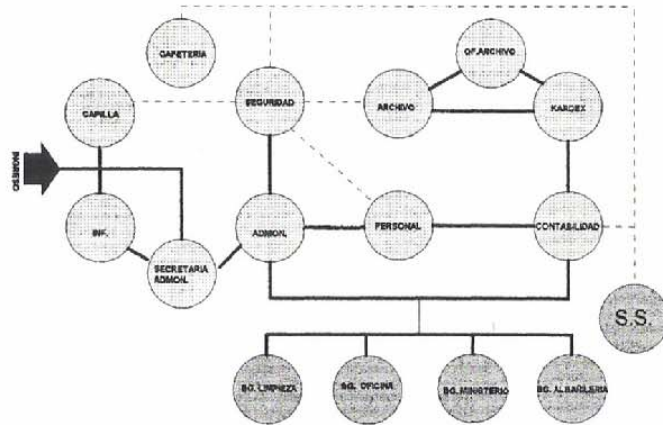 CAFETERIA
OF.ARCHIVO
CAPILLA
SEGURIDAD
ARCHIVO
KARDEX
INGRESO
INF.
ADMON.
PERSONAL
CONTABILIDAD
SECRETARIA
ADMON.
S.S.
BG. LIMPIEZA
BG. OFICINA
BG. MINISTERIO
BG. ALBAÑILERIA